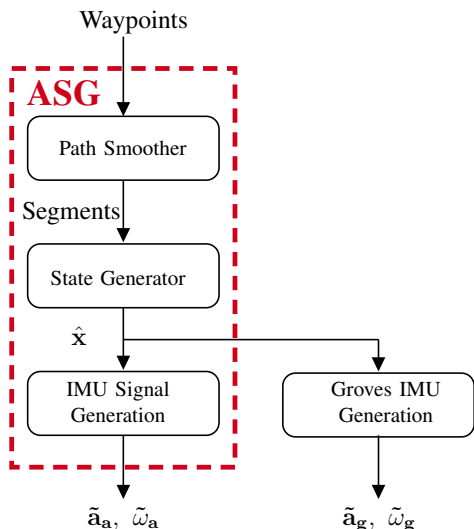 Waypoints
ASG
Path Smoother
Segments
State Generator
x̂
IMU Signal
Generation
Groves IMU
Generation
ã_a, ω̃_a
ã_g, ω̃_g